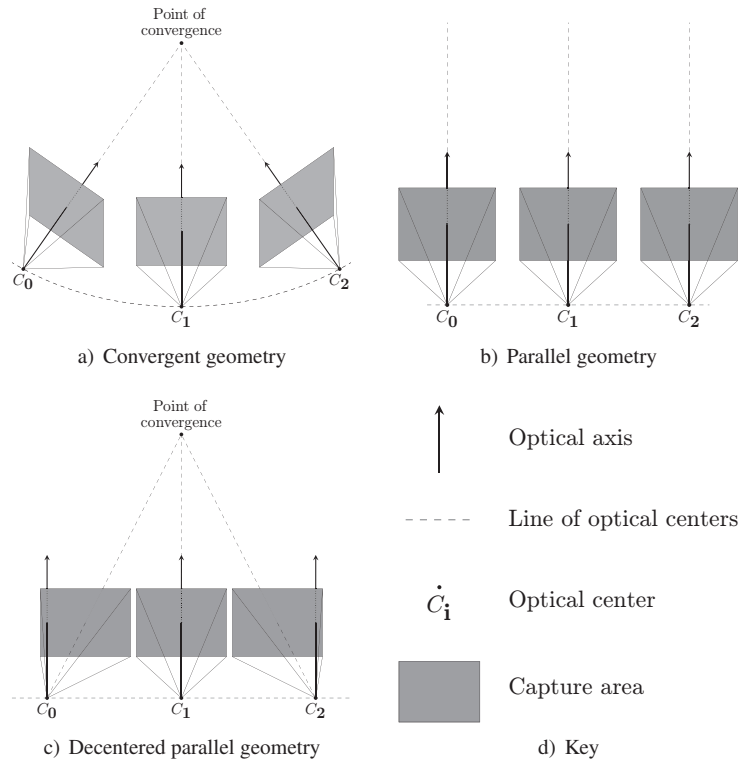 Point of
convergence
C0
C1
C2
a) Convergent geometry
C0
C1
C2
b) Parallel geometry
Point of
convergence
C0
C1
C2
c) Decentered parallel geometry
Optical axis
Line of optical centers
Ċi
Optical center
Capture area
d) Key